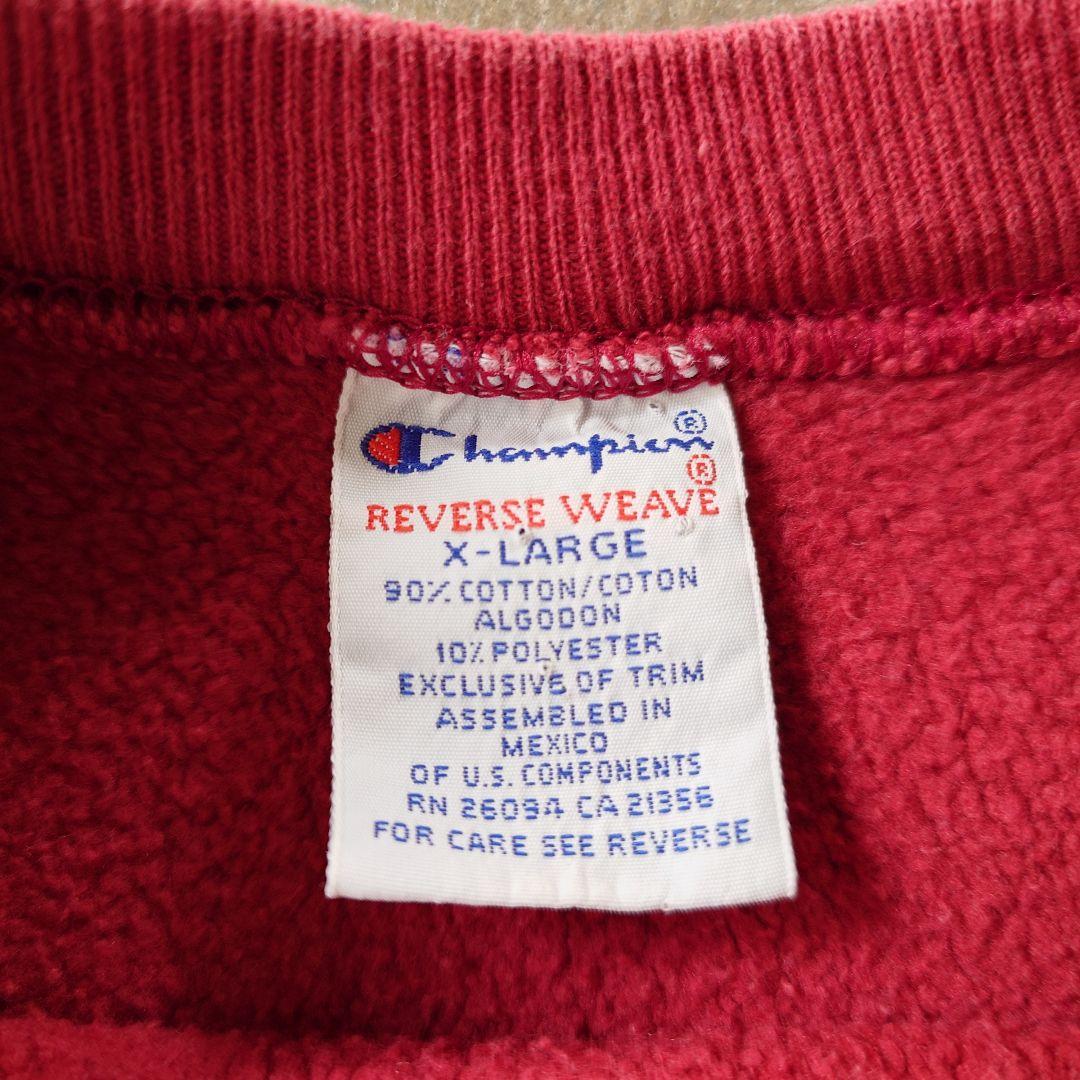 Champion®
REVERSE WEAVE®
X-LARGE
90% COTTON/COTON
ALGODON
10% POLYESTER
EXCLUSIVE OF TRIM
ASSEMBLED IN
MEXICO
OF U.S. COMPONENTS
RN 26094 CA 21356
FOR CARE SEE REVERSE